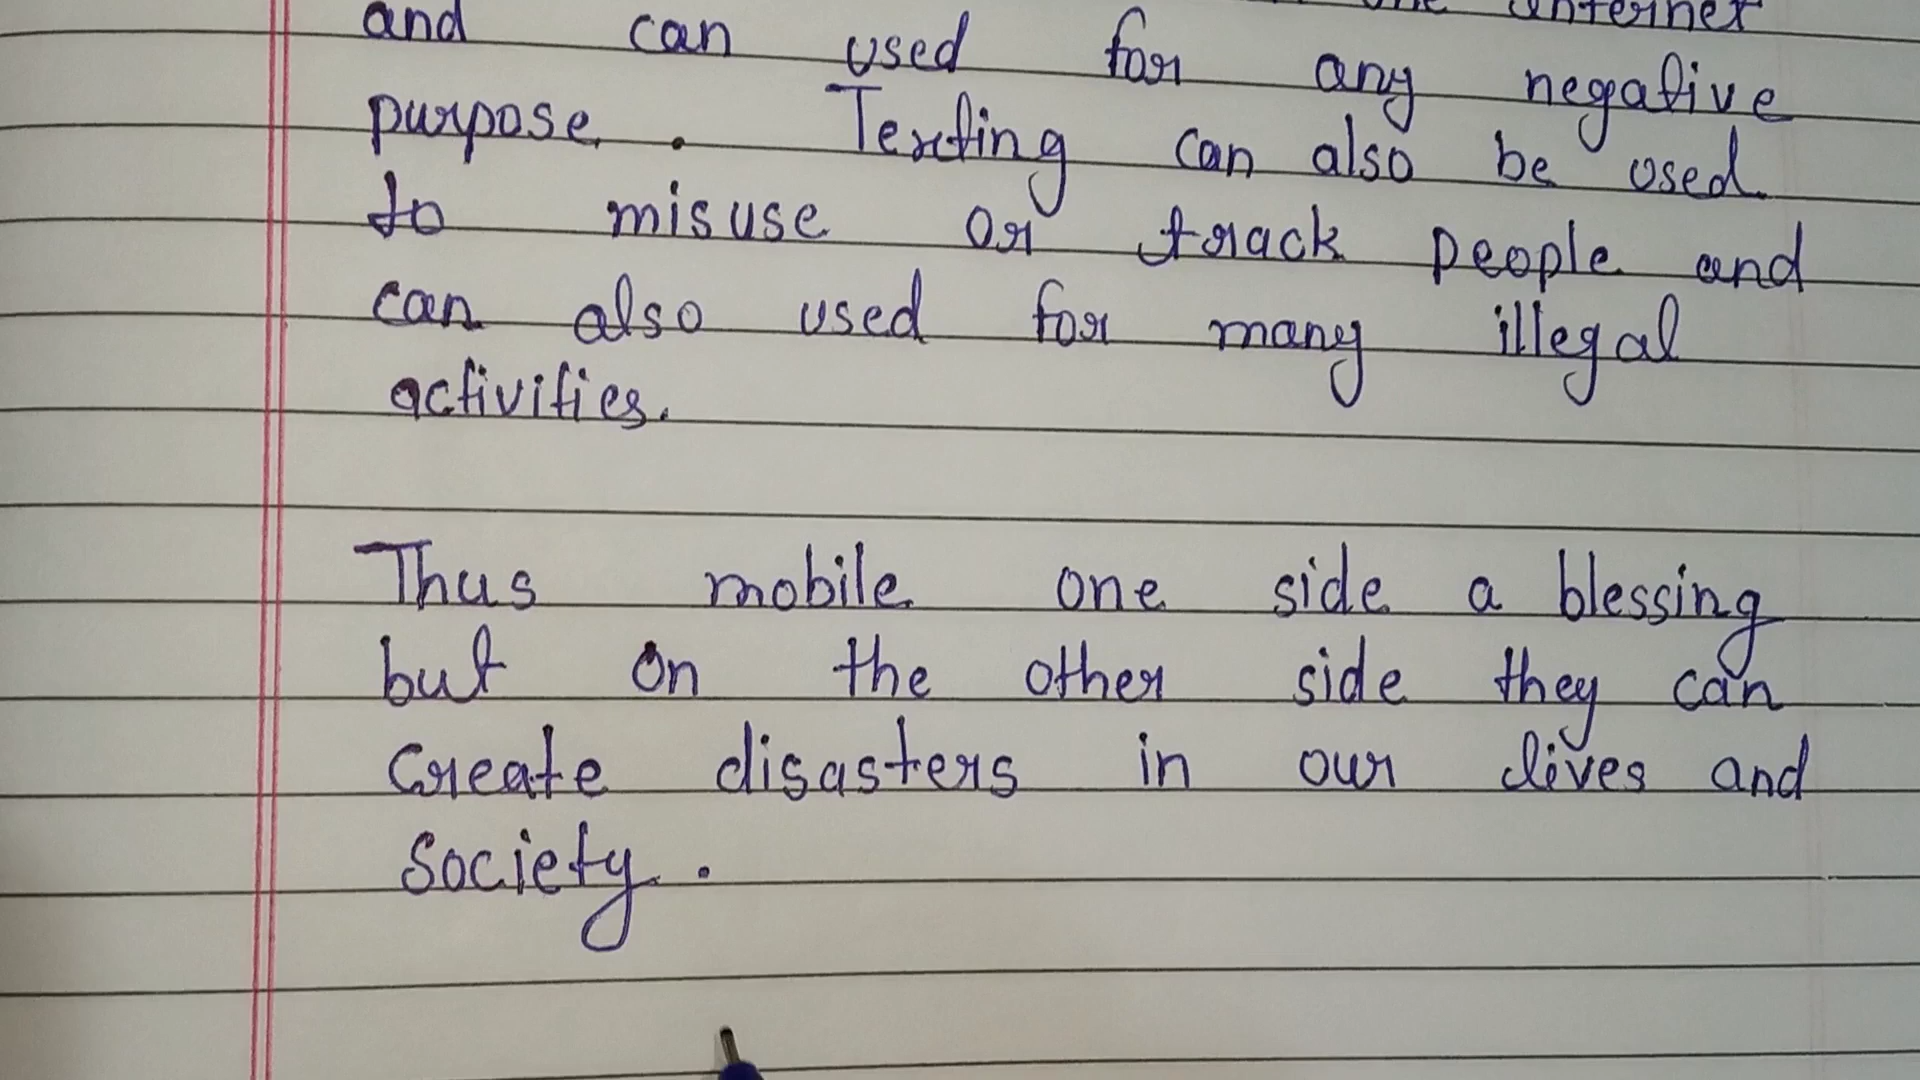 internet
and can used for any negative
purpose. Texting can also be used
to misuse or track people and
can also used for many illegal
activities.
Thus mobile one side a blessing
but on the other side they can
create disasters in our lives and
society.